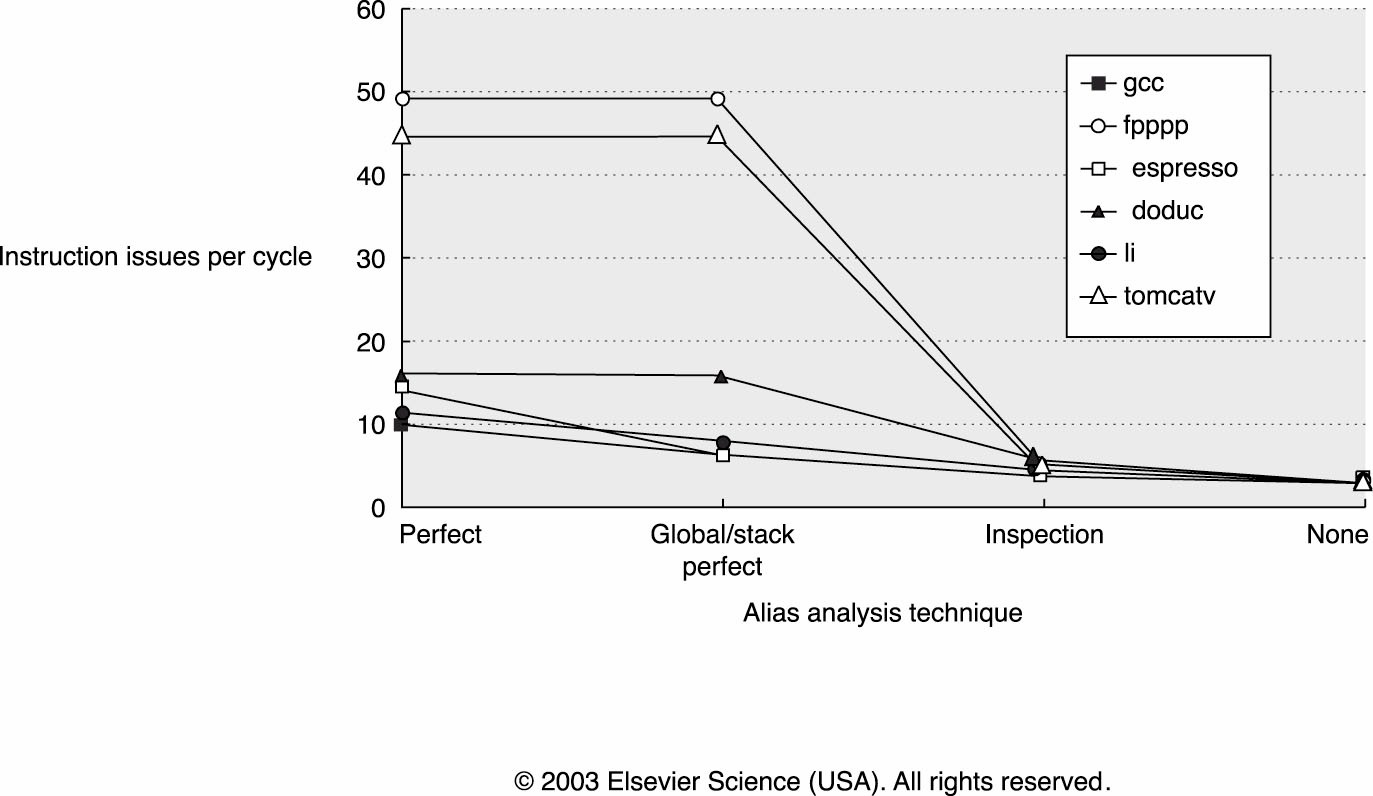 60
50
40
30
20
10
0
Instruction issues per cycle
gcc
fpppp
espresso
doduc
li
tomcatv
Perfect
Global/stack
perfect
Inspection
None
Alias analysis technique
© 2003 Elsevier Science (USA). All rights reserved.